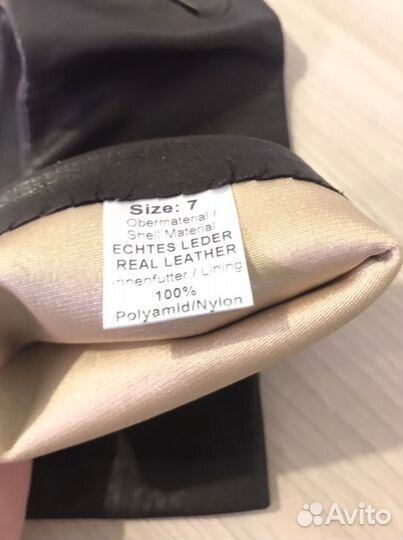 Size: 7
Obermaterial /
Shell Material
ECHTES LEDER
REAL LEATHER
Innenfutter / Lining
100%
Polyamid/Nylon
Avito